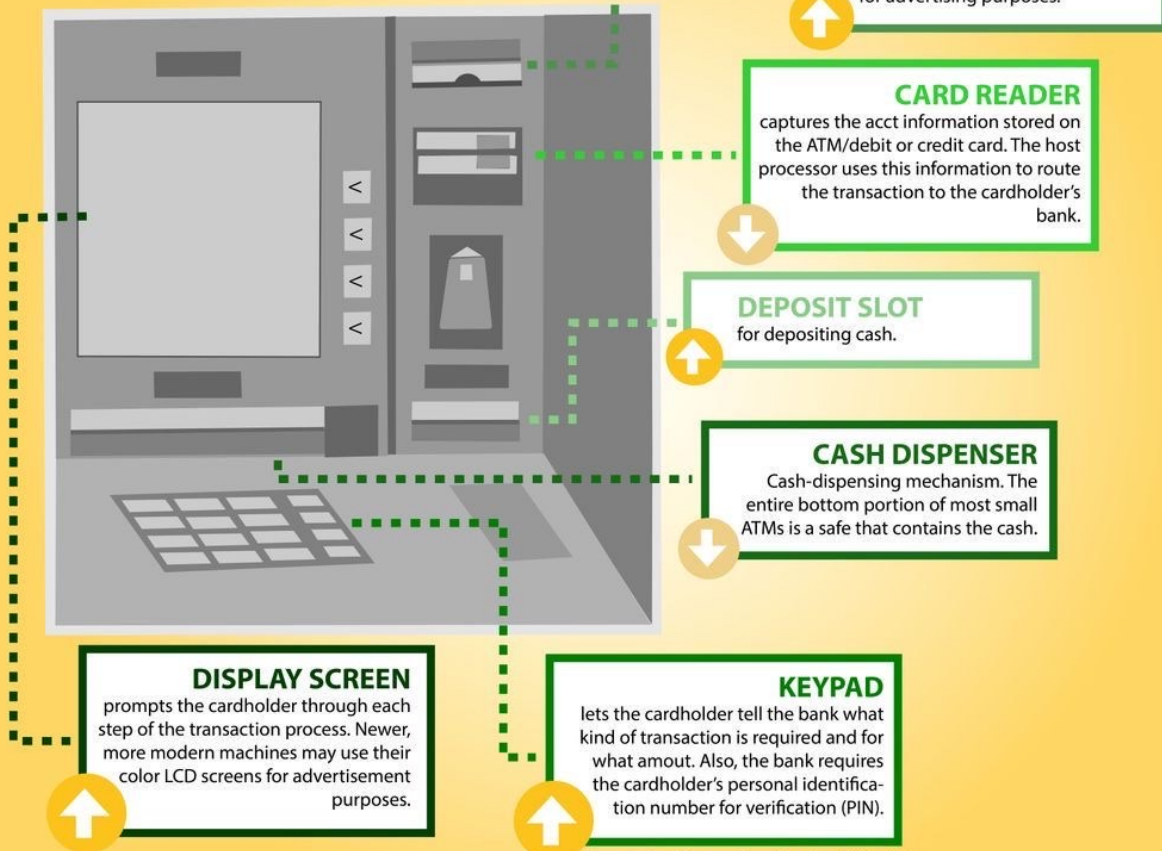 for advertising purposes.
CARD READER
captures the acct information stored on
the ATM/debit or credit card. The host
processor uses this information to route
the transaction to the cardholder's
bank.
<
<
<
<
DEPOSIT SLOT
for depositing cash.
CASH DISPENSER
Cash-dispensing mechanism. The
entire bottom portion of most small
ATMs is a safe that contains the cash.
DISPLAY SCREEN
prompts the cardholder through each
step of the transaction process. Newer,
more modern machines may use their
color LCD screens for advertisement
purposes.
KEYPAD
lets the cardholder tell the bank what
kind of transaction is required and for
what amout. Also, the bank requires
the cardholder's personal identifica-
tion number for verification (PIN).